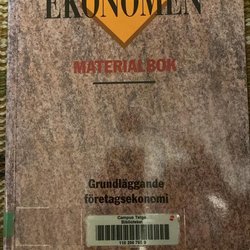 EKONOMEN
MATERIALBOK
Grundläggande
företagsekonomi
Campus Telge
Biblioteket